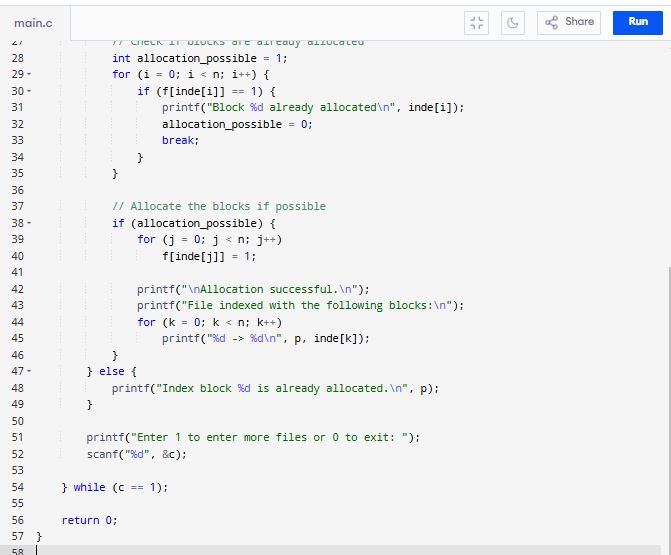 main.c
Share
Run
27 // Check if blocks are already allocated
28 int allocation_possible = 1;
29 for (i = 0; i < n; i++) {
30 if (f[inde[i]] == 1) {
31 printf("Block %d already allocated\n", inde[i]);
32 allocation_possible = 0;
33 break;
34 }
35 }
36
37 // Allocate the blocks if possible
38 if (allocation_possible) {
39 for (j = 0; j < n; j++)
40 f[inde[j]] = 1;
41
42 printf("\nAllocation successful.\n");
43 printf("File indexed with the following blocks:\n");
44 for (k = 0; k < n; k++)
45 printf("%d -> %d\n", p, inde[k]);
46 }
47 } else {
48 printf("Index block %d is already allocated.\n", p);
49 }
50
51 printf("Enter 1 to enter more files or 0 to exit: ");
52 scanf("%d", &c);
53
54 } while (c == 1);
55
56 return 0;
57 }
58